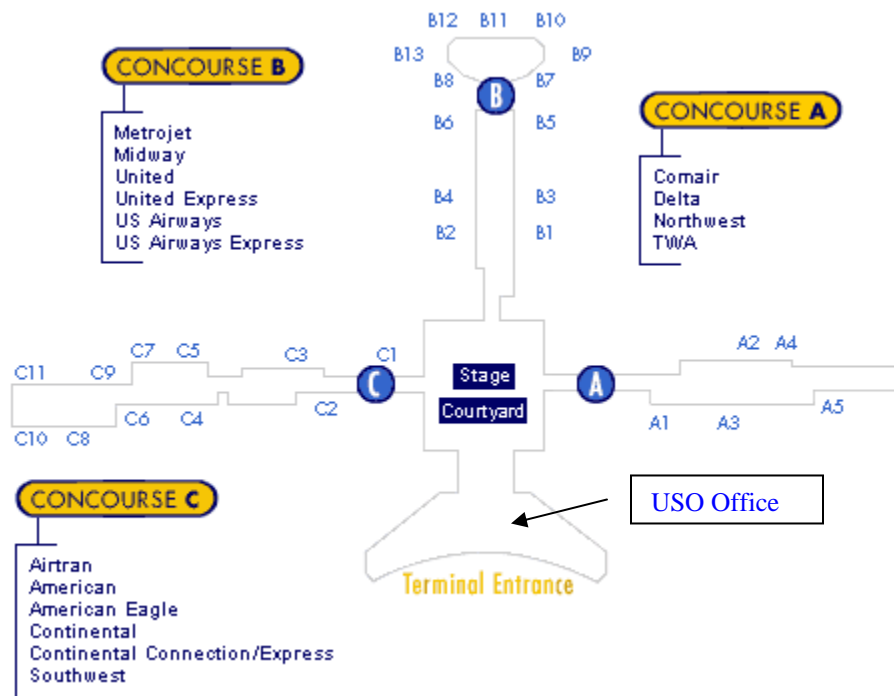 B12 B11 B10
B13 B9
CONCOURSE B
B8 B7
B
Metrojet
Midway
United
United Express
US Airways
US Airways Express
B6 B5
B4 B3
B2 B1
CONCOURSE A
Comair
Delta
Northwest
TWA
C11 C9 C7 C5 C3 C1
C10 C8 C6 C4 C2
C
Stage
Courtyard
A
A2 A4
A1 A3 A5
CONCOURSE C
Airtran
American
American Eagle
Continental
Continental Connection/Express
Southwest
USO Office
Terminal Entrance